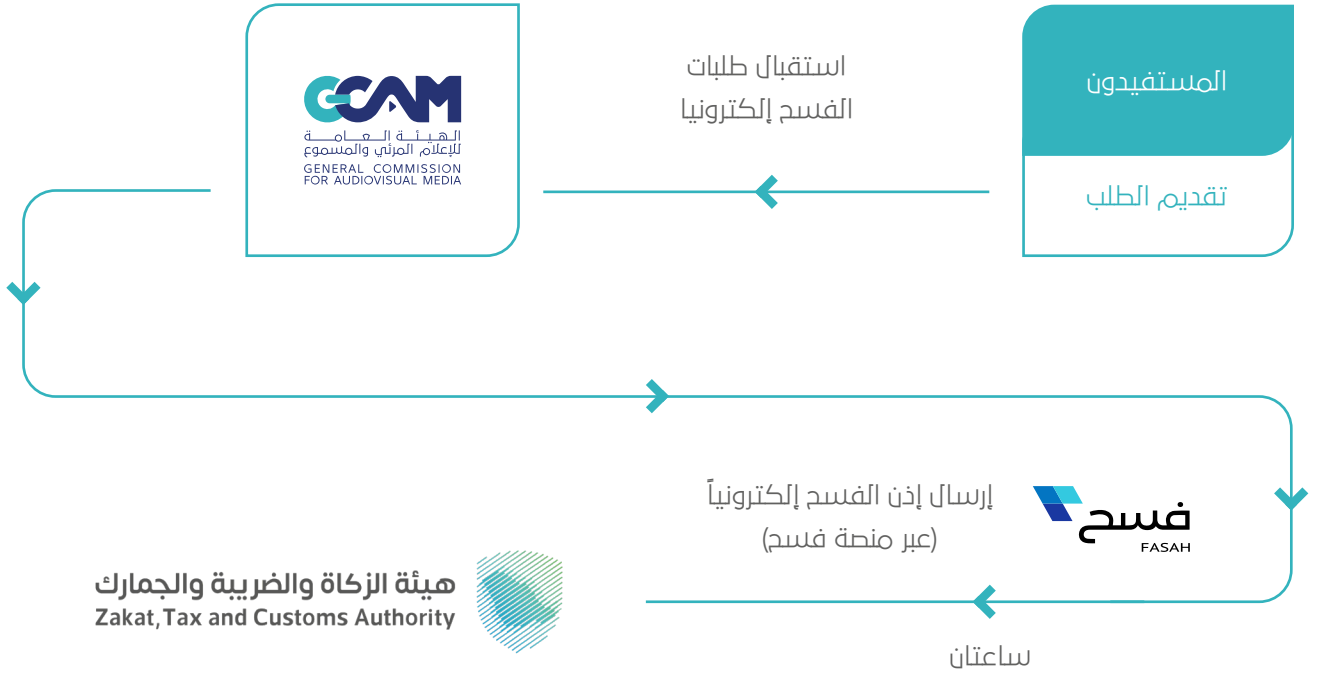 المستفيدون
تقديم الطلب
استقبال طلبات
الفسح إلكترونيا
GCAM
الهيئة العامة
للإعلام المرئي والمسموع
GENERAL COMMISSION
FOR AUDIOVISUAL MEDIA
فسح
FASAH
إرسال إذن الفسح إلكترونياً
(عبر منصة فسح)
ساعتان
هيئة الزكاة والضريبة والجمارك
Zakat, Tax and Customs Authority